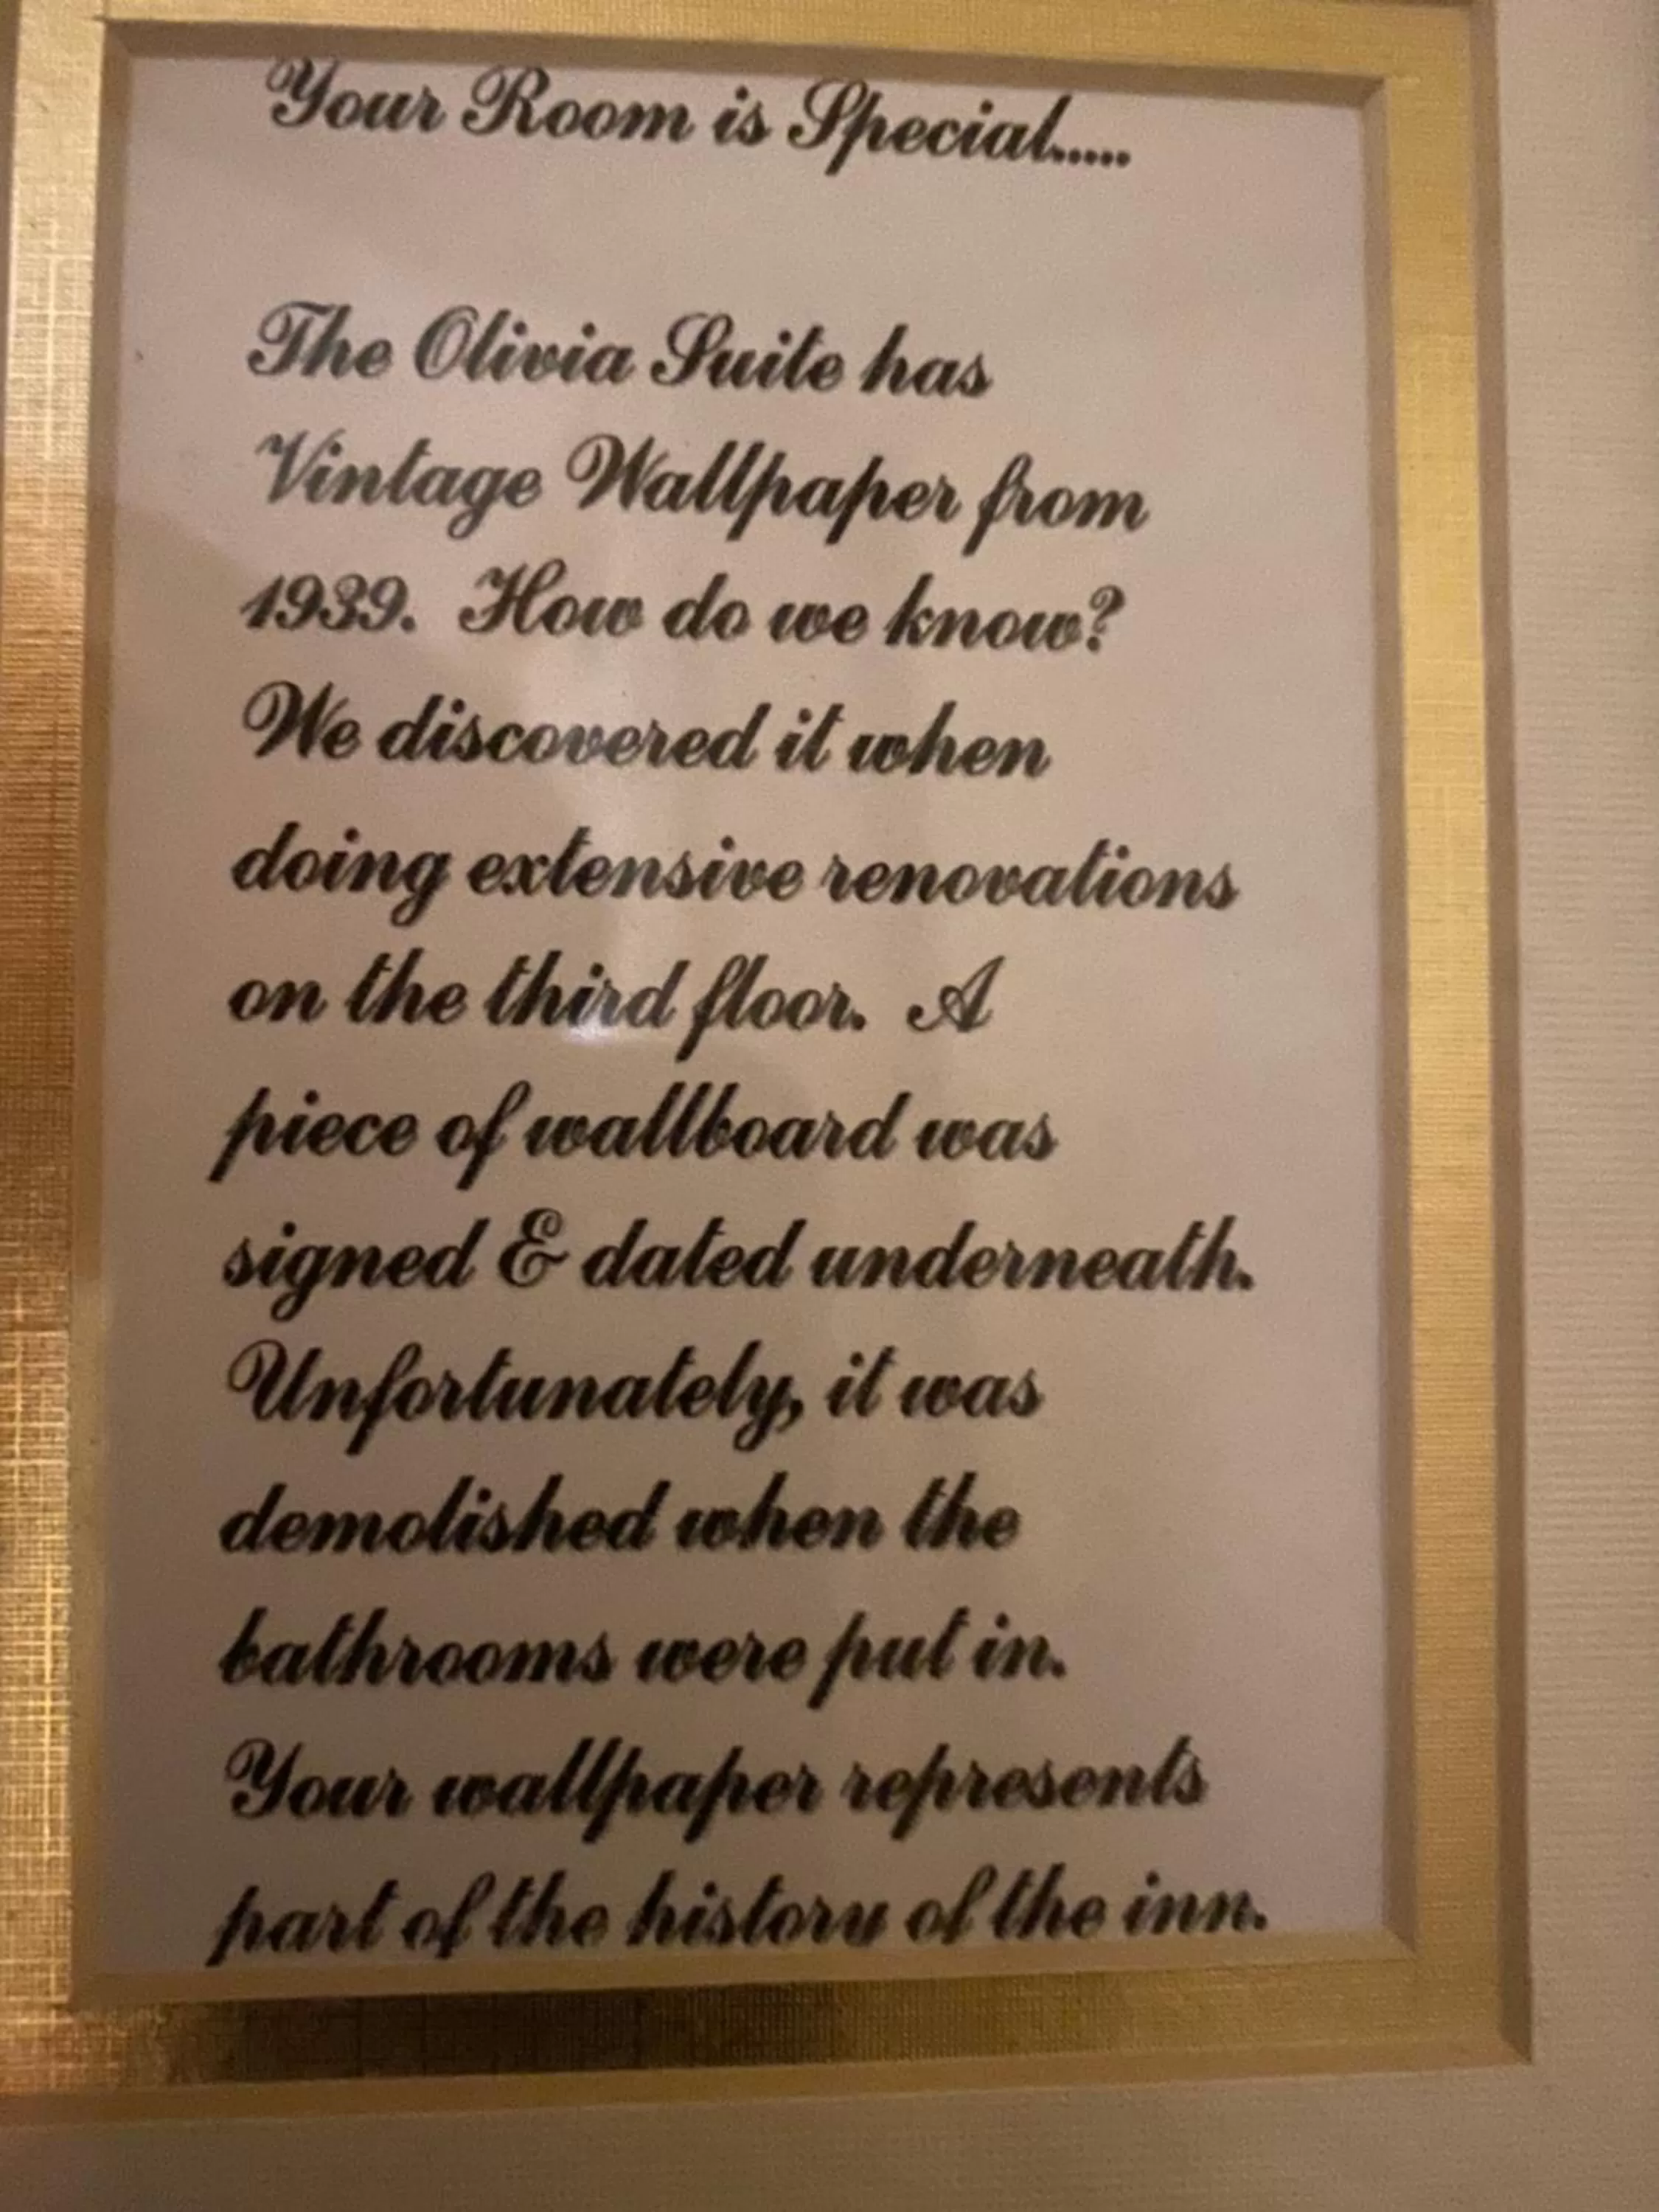 Your Room is Special.....
The Olivia Suite has
Vintage Wallpaper from
1939. How do we know?
We discovered it when
doing extensive renovations
on the third floor. A
piece of wallboard was
signed & dated underneath.
Unfortunately, it was
demolished when the
bathrooms were put in.
Your wallpaper represents
part of the history of the inn.